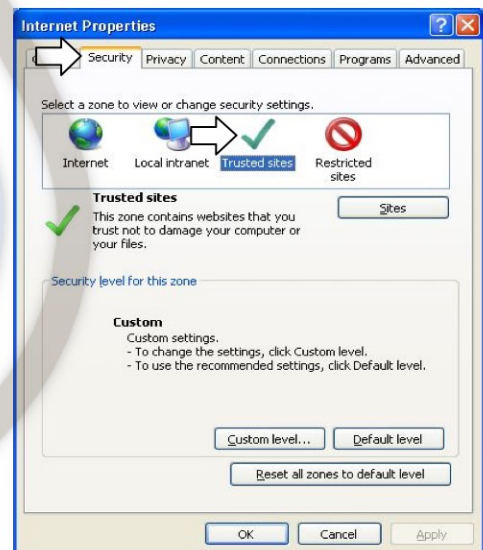 Internet Properties
Security Privacy Content Connections Programs Advanced
Select a zone to view or change security settings.
Internet Local intranet Trusted sites Restricted sites
Trusted sites
This zone contains websites that you
trust not to damage your computer or
your files.
Sites
Security level for this zone
Custom
Custom settings.
- To change the settings, click Custom level.
- To use the recommended settings, click Default level.
Custom level... Default level
Reset all zones to default level
OK Cancel Apply